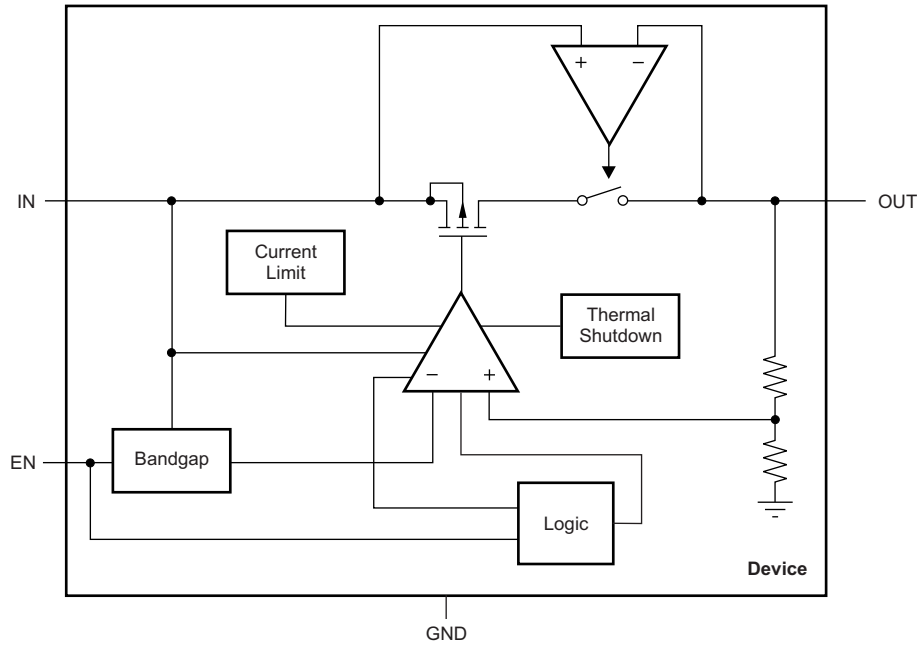 + −
IN
OUT
Current
Limit
Thermal
Shutdown
− +
EN
Bandgap
Logic
Device
GND